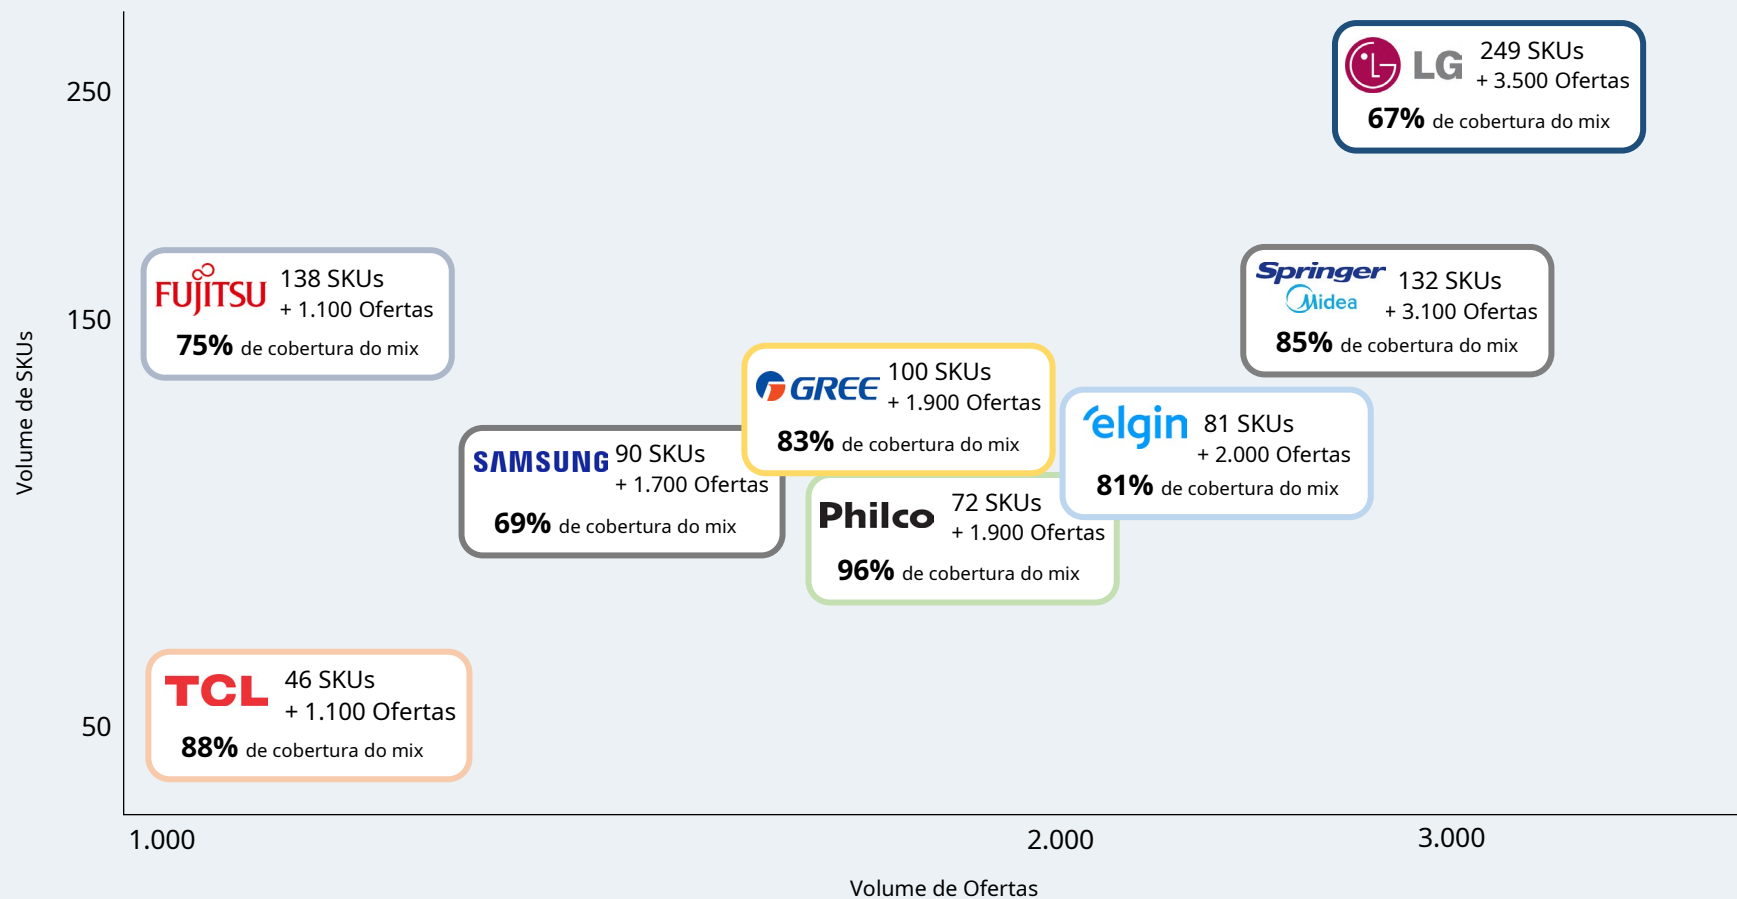 250
LG
249 SKUs
+ 3.500 Ofertas
67% de cobertura do mix
FUJITSU
138 SKUs
+ 1.100 Ofertas
75% de cobertura do mix
Springer
Midea
132 SKUs
+ 3.100 Ofertas
85% de cobertura do mix
150
GREE
100 SKUs
+ 1.900 Ofertas
83% de cobertura do mix
elgin
81 SKUs
+ 2.000 Ofertas
81% de cobertura do mix
SAMSUNG
90 SKUs
+ 1.700 Ofertas
69% de cobertura do mix
Philco
72 SKUs
+ 1.900 Ofertas
96% de cobertura do mix
Volume de SKUs
TCL
46 SKUs
+ 1.100 Ofertas
88% de cobertura do mix
50
1.000
2.000
3.000
Volume de Ofertas